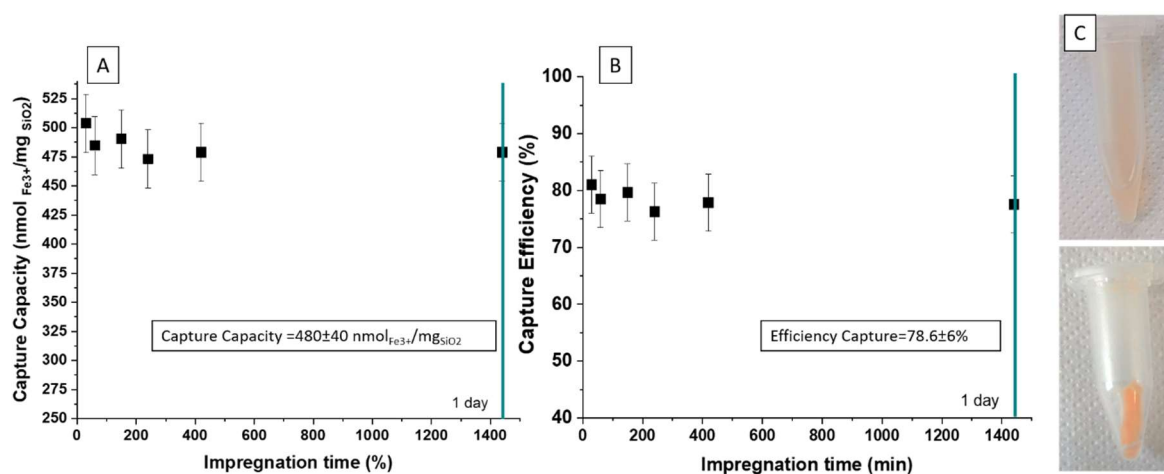 A
Capture Capacity (nmol Fe3+/mg SiO2)
525
500
475
450
425
400
375
350
325
300
275
250
Capture Capacity =480±40 nmolFe3+/mgSiO2
1 day
0 200 400 600 800 1000 1200 1400
Impregnation time (%)
B
Capture Efficiency (%)
100
90
80
70
60
50
40
Efficiency Capture=78.6±6%
1 day
0 200 400 600 800 1000 1200 1400
Impregnation time (min)
C